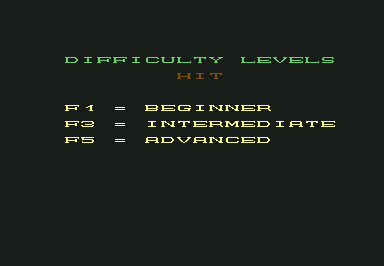 DIFFICULTY LEVELS
HIT
F1 = BEGINNER
F3 = INTERMEDIATE
F5 = ADVANCED